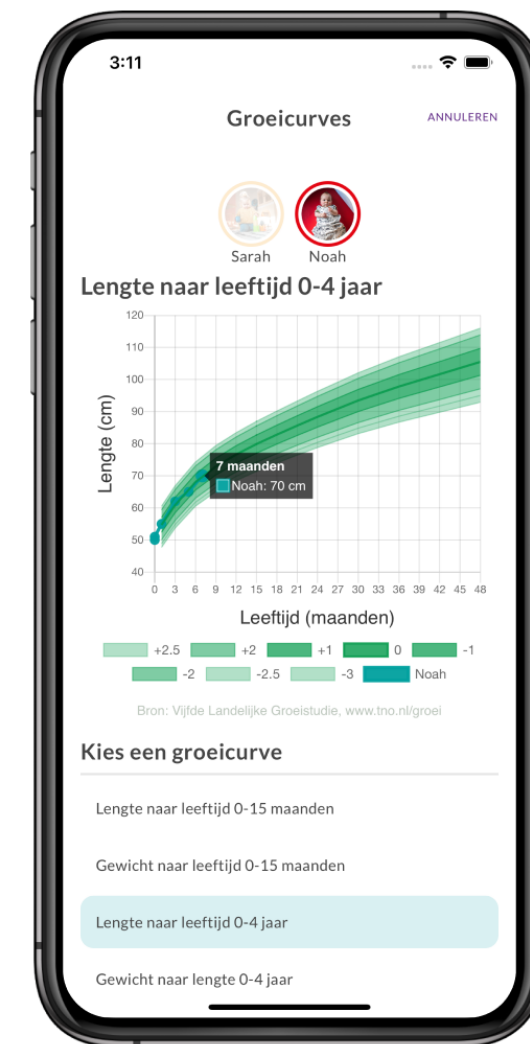 3:11
Groeicurves
ANNULEREN
Sarah Noah
Lengte naar leeftijd 0-4 jaar
120
110
100
90
80
70
60
50
40
Lengte (cm)
7 maanden
Noah: 70 cm
0 3 6 9 12 15 18 21 24 27 30 33 36 39 42 45 48
Leeftijd (maanden)
+2.5 +2 +1 0 -1
-2 -2.5 -3 Noah
Bron: Vijfde Landelijke Groeistudie, www.tno.nl/groei
Kies een groeicurve
Lengte naar leeftijd 0-15 maanden
Gewicht naar leeftijd 0-15 maanden
Lengte naar leeftijd 0-4 jaar
Gewicht naar lengte 0-4 jaar